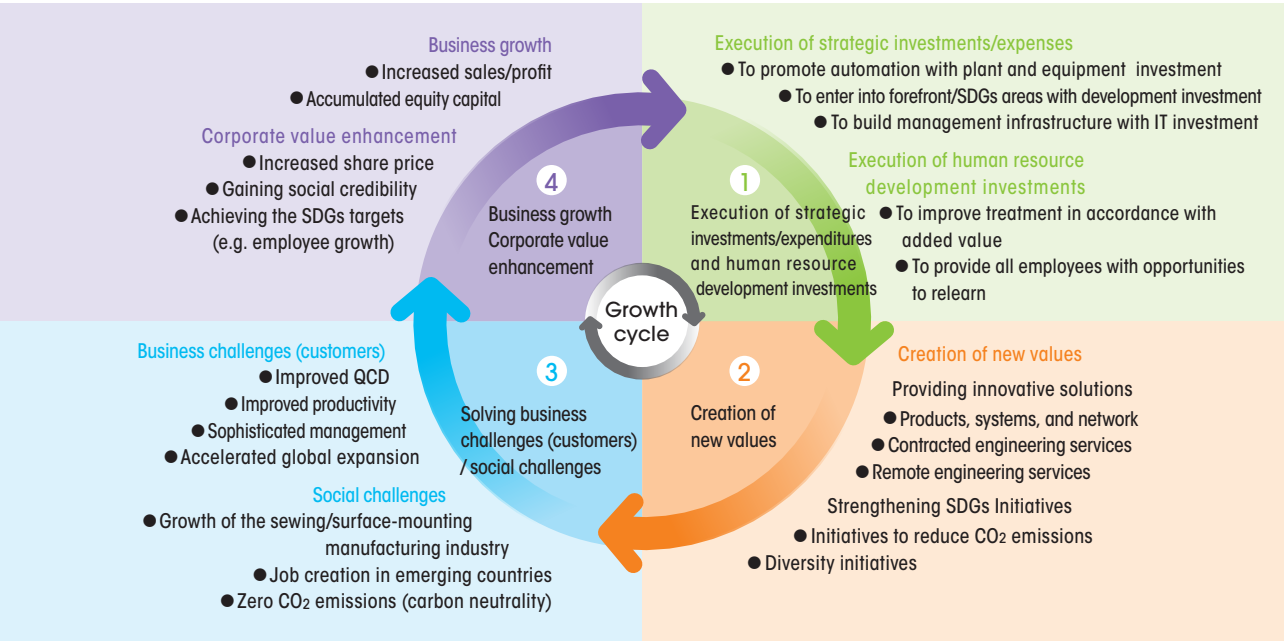 Business growth
● Increased sales/profit
● Accumulated equity capital
Corporate value enhancement
● Increased share price
● Gaining social credibility
● Achieving the SDGs targets
(e.g. employee growth)
4
Business growth
Corporate value
enhancement
Execution of strategic investments/expenses
● To promote automation with plant and equipment investment
● To enter into forefront/SDGs areas with development investment
● To build management infrastructure with IT investment
Execution of human resource
development investments
● To improve treatment in accordance with
added value
● To provide all employees with opportunities
to relearn
1
Execution of strategic
investments/expenditures
and human resource
development investments
Growth
cycle
Business challenges (customers)
● Improved QCD
● Improved productivity
● Sophisticated management
● Accelerated global expansion
Social challenges
● Growth of the sewing/surface-mounting
manufacturing industry
● Job creation in emerging countries
● Zero CO2 emissions (carbon neutrality)
3
Solving business
challenges (customers)
/ social challenges
2
Creation of
new values
Creation of new values
Providing innovative solutions
● Products, systems, and network
● Contracted engineering services
● Remote engineering services
Strengthening SDGs Initiatives
● Initiatives to reduce CO2 emissions
● Diversity initiatives